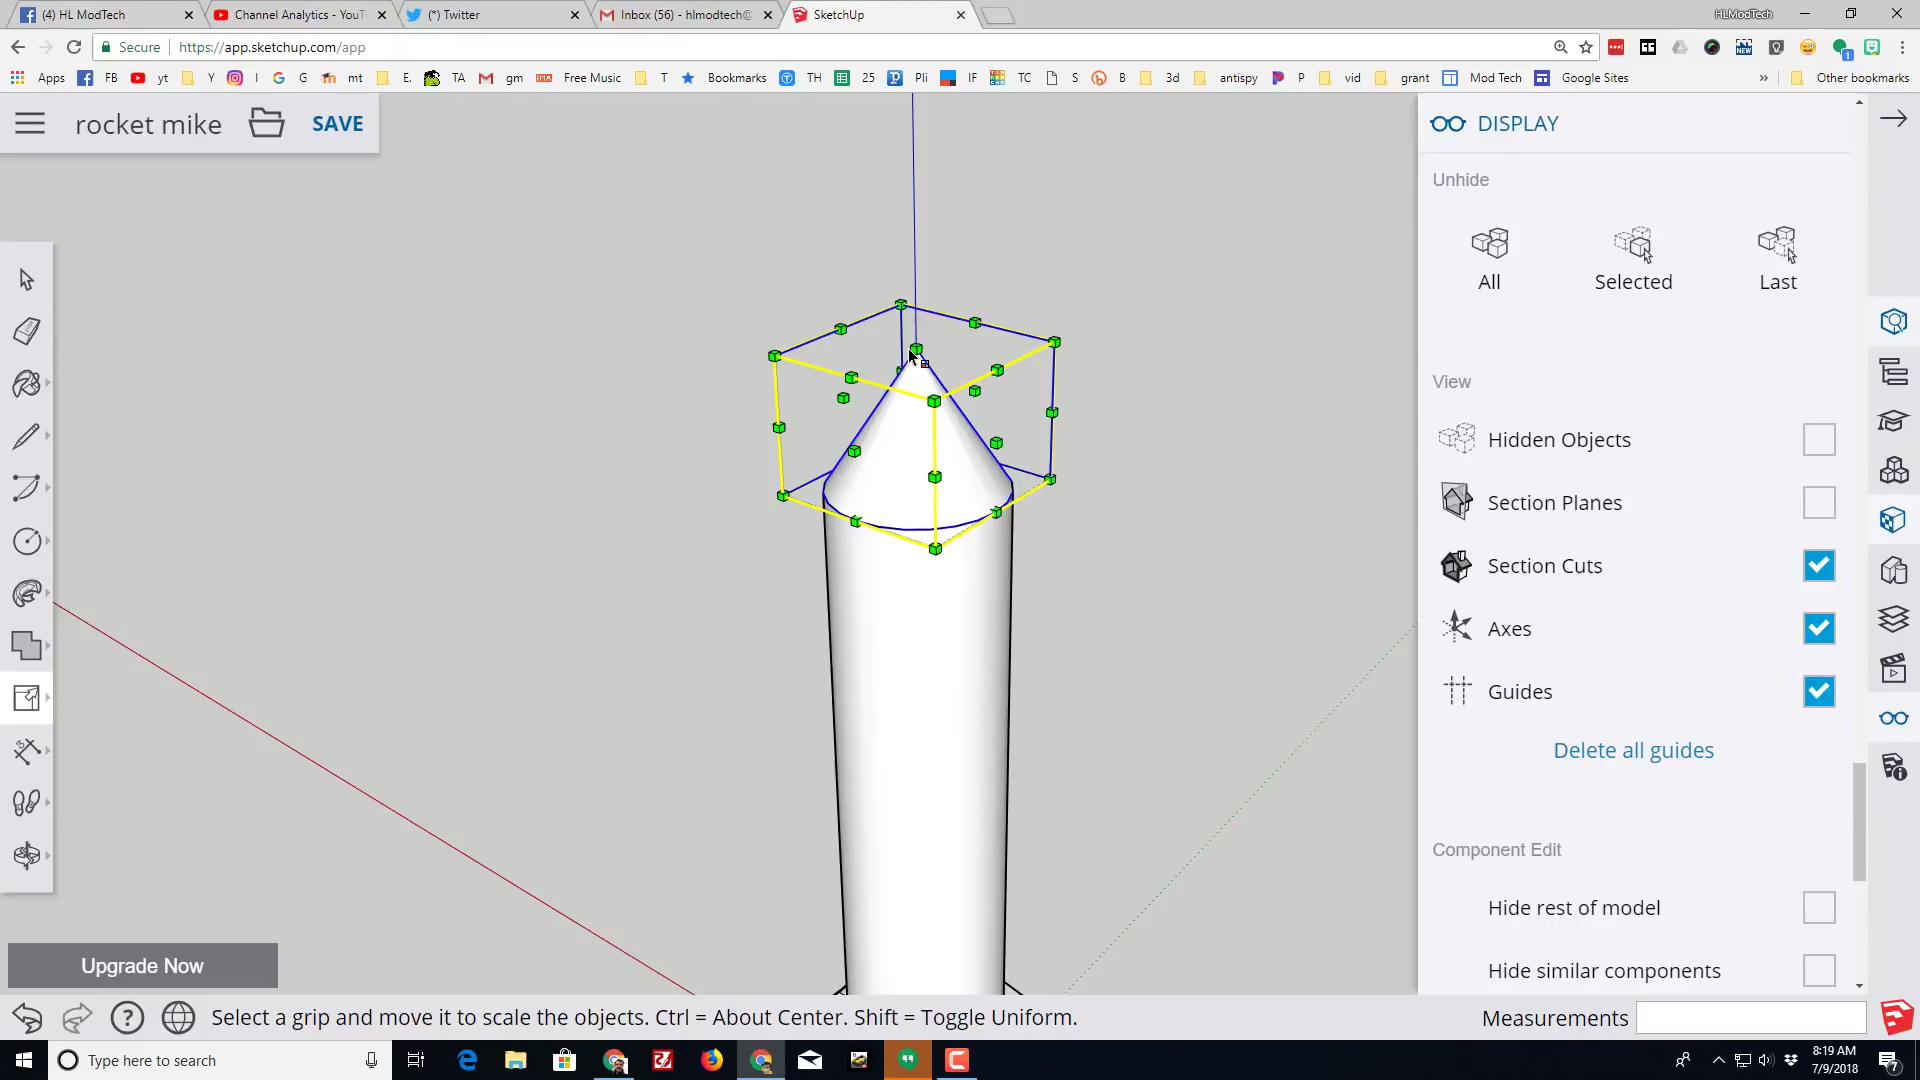 (4) HL ModTech
Channel Analytics - YouT
(*) Twitter
Inbox (56) - hlmodtech@
SketchUp
HLModTech
Secure
https://app.sketchup.com/app
Apps FB yt Y I G mt E. TA gm Free Music T Bookmarks TH 25 Pli IF TC S B 3d antispy P vid grant Mod Tech Google Sites » Other bookmarks
rocket mike
SAVE
DISPLAY
Unhide
All
Selected
Last
View
Hidden Objects
Section Planes
Section Cuts
Axes
Guides
Delete all guides
Component Edit
Hide rest of model
Hide similar components
Upgrade Now
Select a grip and move it to scale the objects. Ctrl = About Center. Shift = Toggle Uniform.
Measurements
Type here to search
8:19 AM
7/9/2018